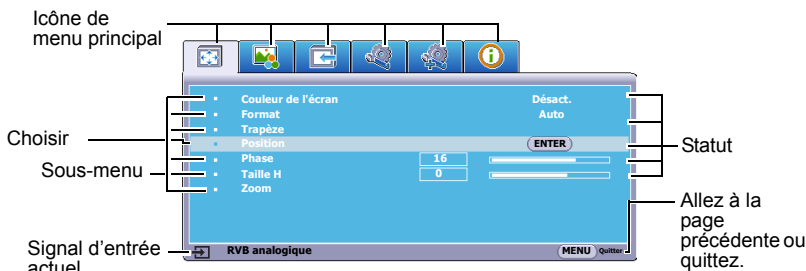 Icône de
menu principal
Couleur de l'écran Désact.
Format Auto
Trapèze
Choisir
Position ENTER
Statut
Phase 16
Sous-menu
Taille H 0
Zoom
Allez à la
page
précédente ou
quittez.
Signal d'entrée
actuel
RVB analogique MENU Quitter